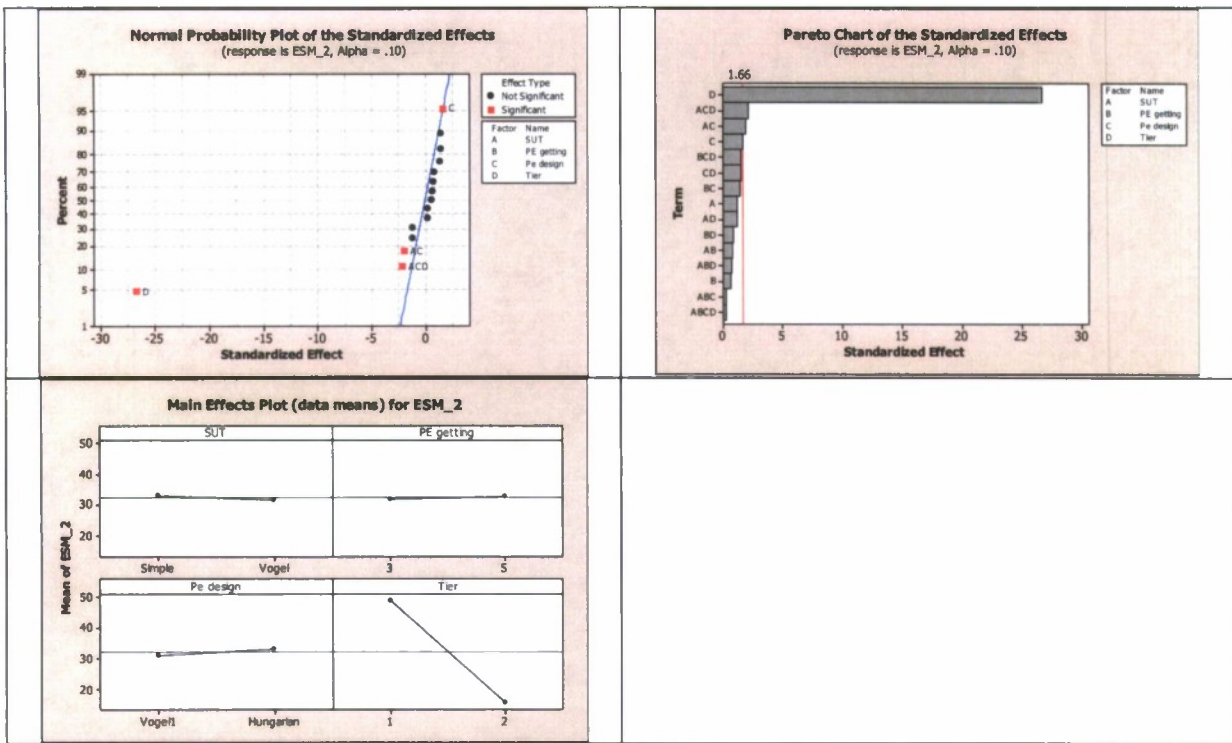 Normal Probability Plot of the Standardized Effects
(response is ESM_2, Alpha = .10)
99
95
90
80
70
60
50
40
30
20
10
5
1
Percent
C
AC
ACD
D
-30 -25 -20 -15 -10 -5 0
Standardized Effect
Effect Type
Not Significant
Significant
Factor Name
A SUT
B PE getting
C Pe design
D Tier
Pareto Chart of the Standardized Effects
(response is ESM_2, Alpha = .10)
1.66
Term
D
ACD
AC
C
BCD
CD
BC
A
AD
BD
AB
ABD
B
ABC
ABCD
0 5 10 15 20 25 30
Standardized Effect
Factor Name
A SUT
B PE getting
C Pe design
D Tier
Main Effects Plot (data means) for ESM_2
Mean of ESM_2
SUT PE getting
50
40
30
20
Simple Vogel 3 5
Pe design Tier
50
40
30
20
Vogel1 Hungarian 1 2